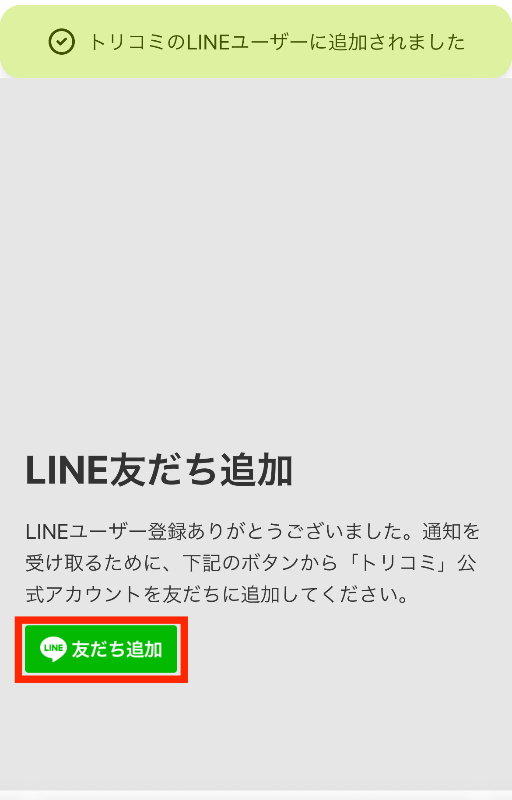 トリコミのLINEユーザーに追加されました
LINE友だち追加
LINEユーザー登録ありがとうございました。通知を
受け取るために、下記のボタンから「トリコミ」公
式アカウントを友だちに追加してください。
LINE 友だち追加